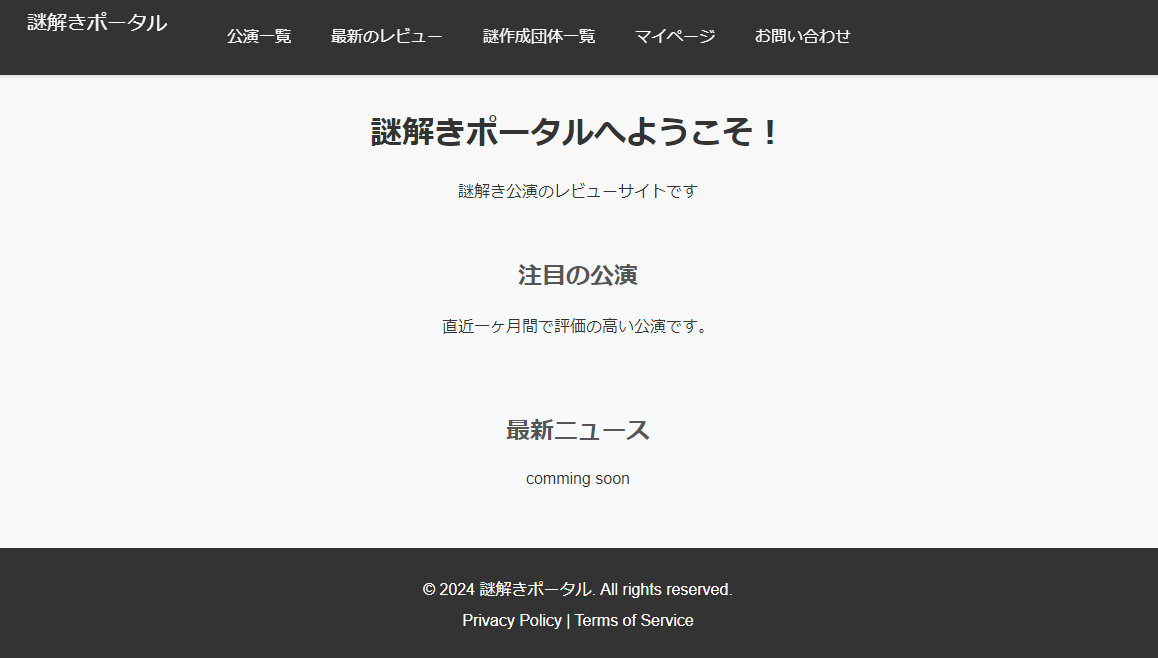 謎解きポータル
公演一覧 最新のレビュー 謎作成団体一覧 マイページ お問い合わせ
謎解きポータルへようこそ！
謎解き公演のレビューサイトです
注目の公演
直近一ヶ月間で評価の高い公演です。
最新ニュース
comming soon
© 2024 謎解きポータル. All rights reserved.
Privacy Policy | Terms of Service